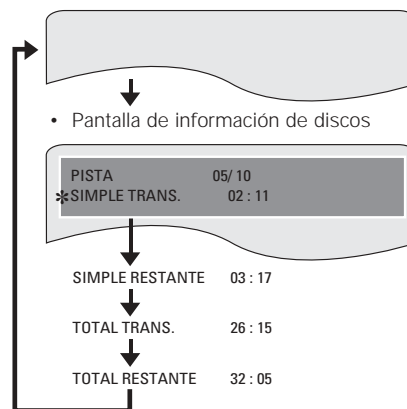 • Pantalla de información de discos
PISTA 05/ 10
✻SIMPLE TRANS. 02 : 11
SIMPLE RESTANTE 03 : 17
TOTAL TRANS. 26 : 15
TOTAL RESTANTE 32 : 05